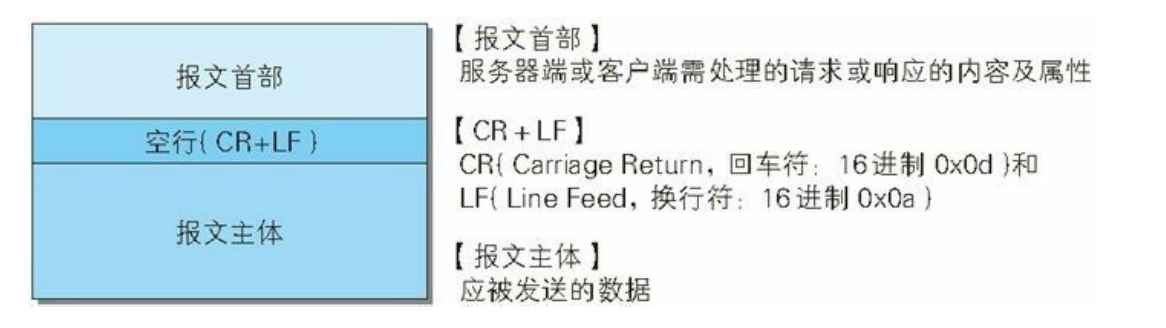 报文首部
空行( CR+LF )
报文主体
【 报文首部 】
服务器端或客户端需处理的请求或响应的内容及属性
【 CR + LF 】
CR( Carriage Return，回车符：16进制 0x0d )和
LF( Line Feed，换行符：16进制 0x0a )
【 报文主体 】
应被发送的数据